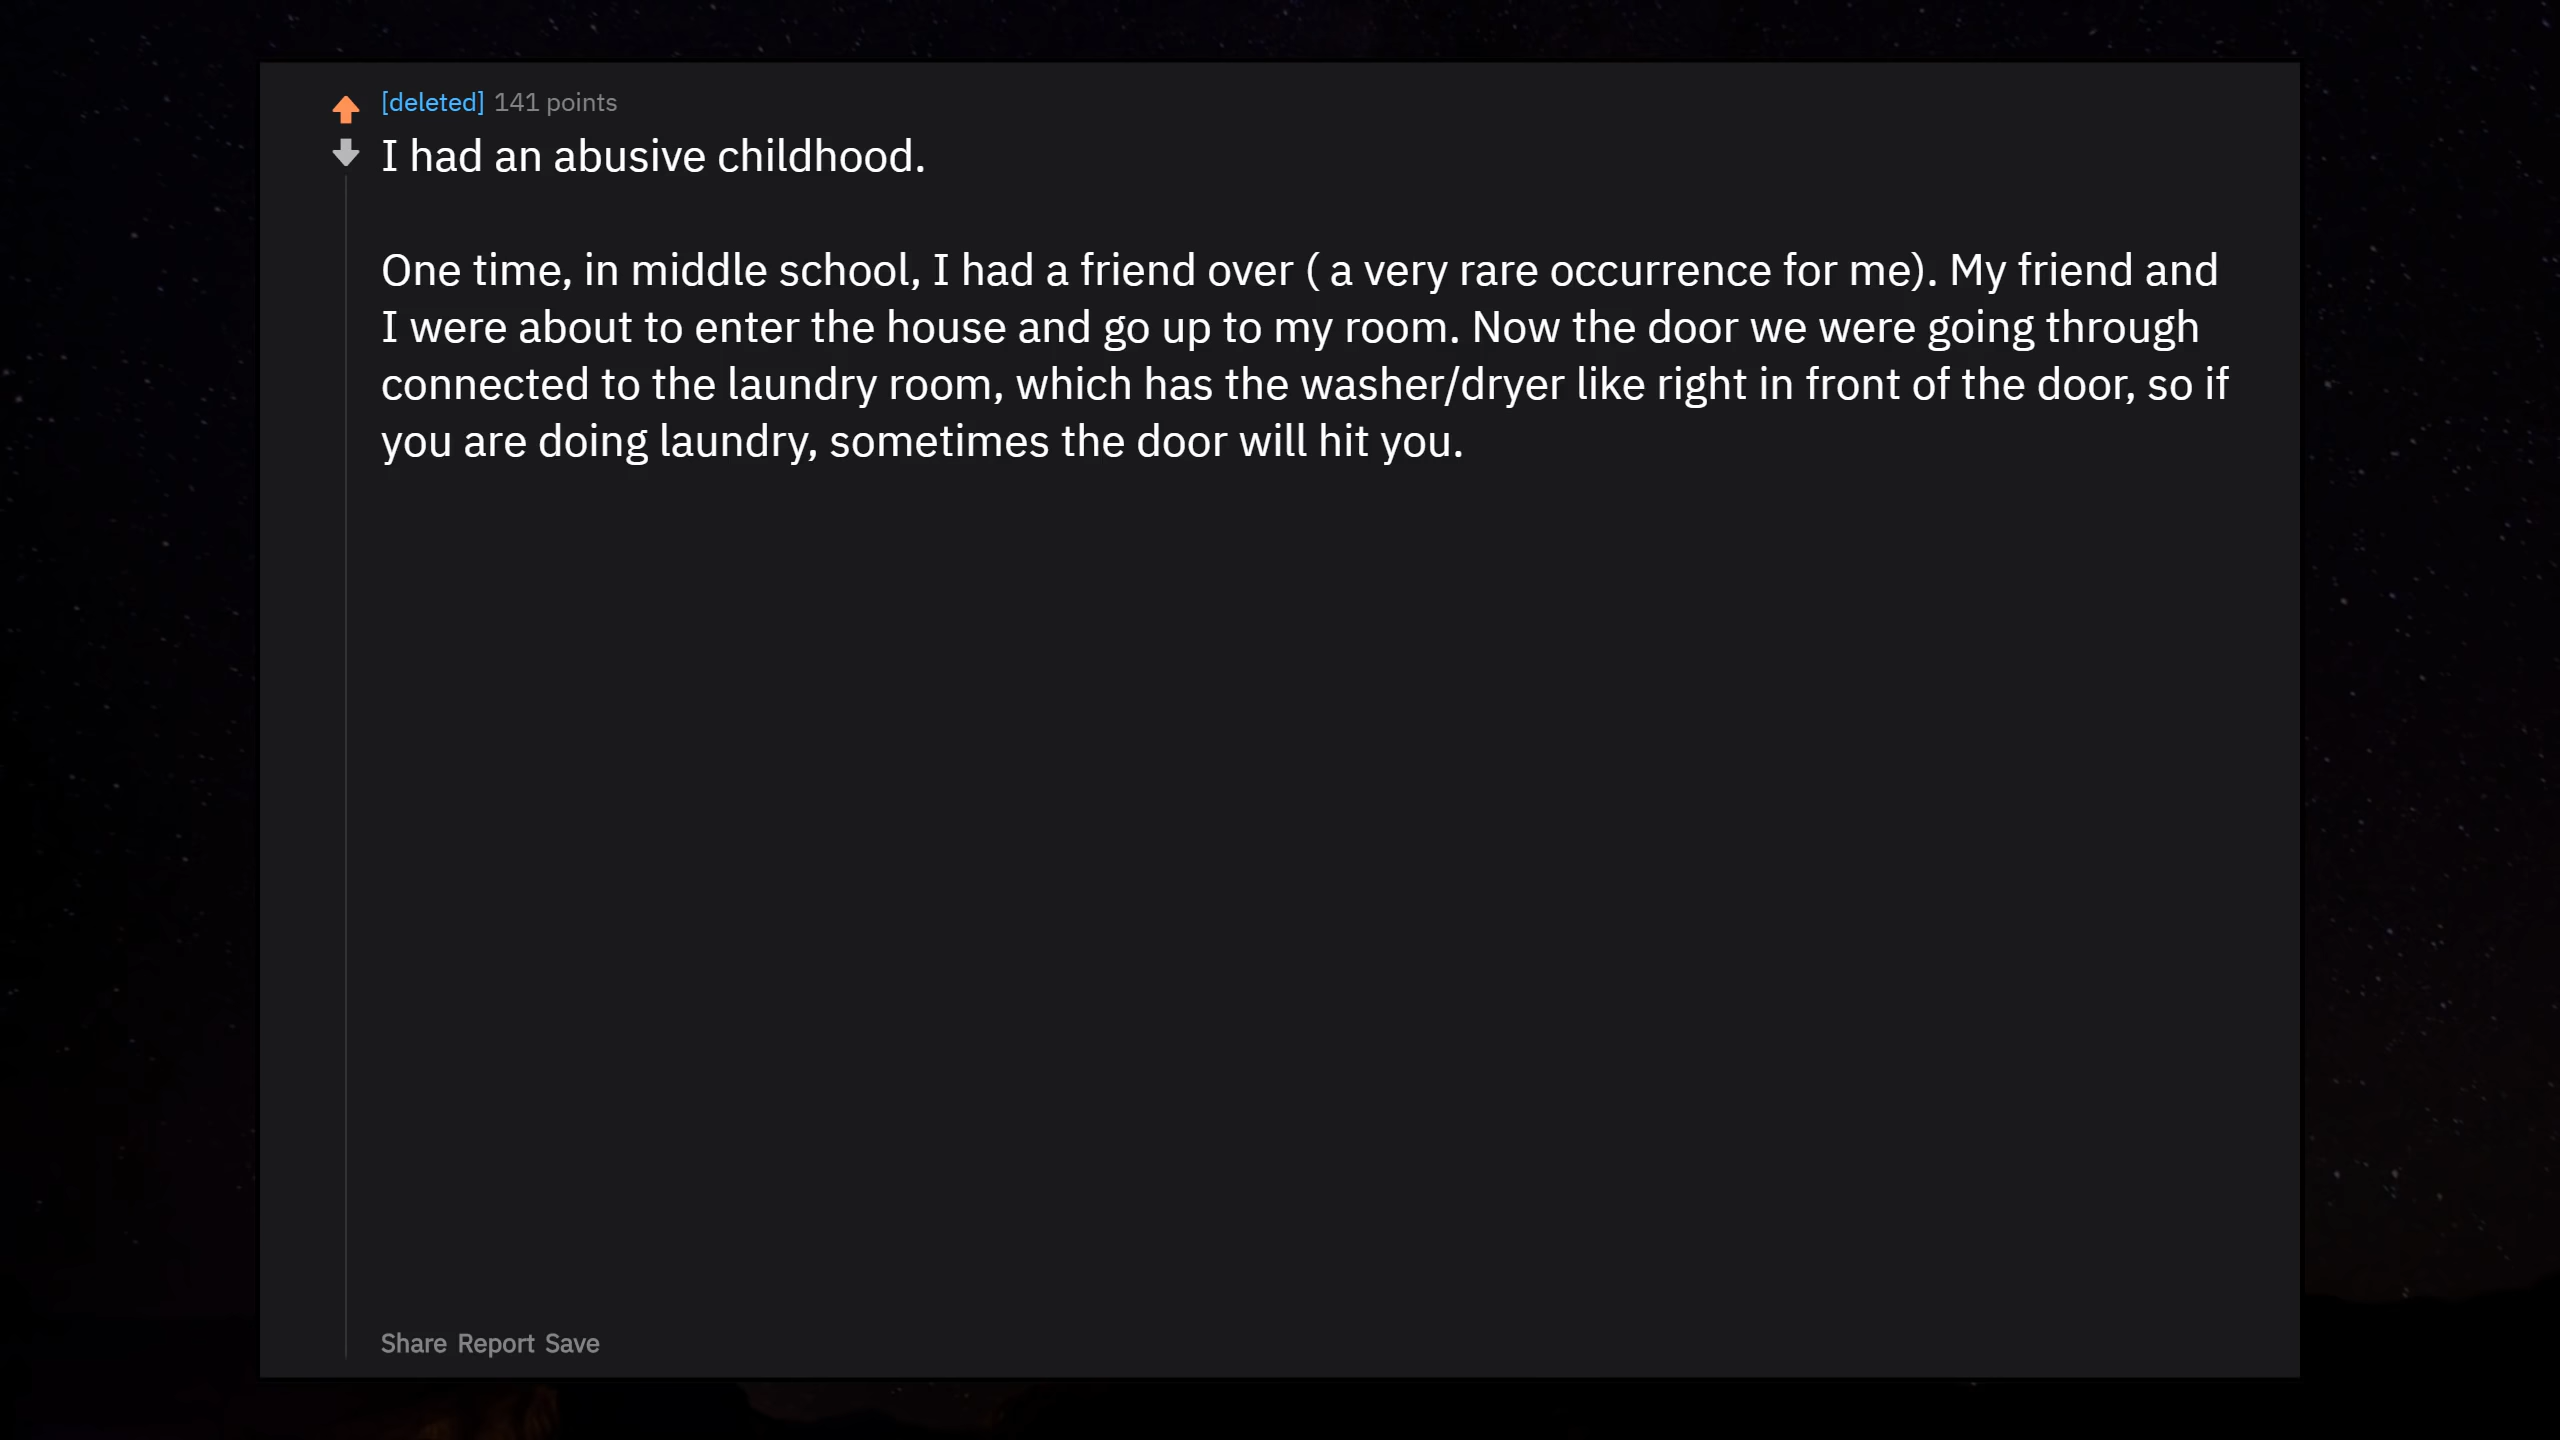 [deleted] 141 points
I had an abusive childhood.
One time, in middle school, I had a friend over ( a very rare occurrence for me). My friend and
I were about to enter the house and go up to my room. Now the door we were going through
connected to the laundry room, which has the washer/dryer like right in front of the door, so if
you are doing laundry, sometimes the door will hit you.
Share Report Save